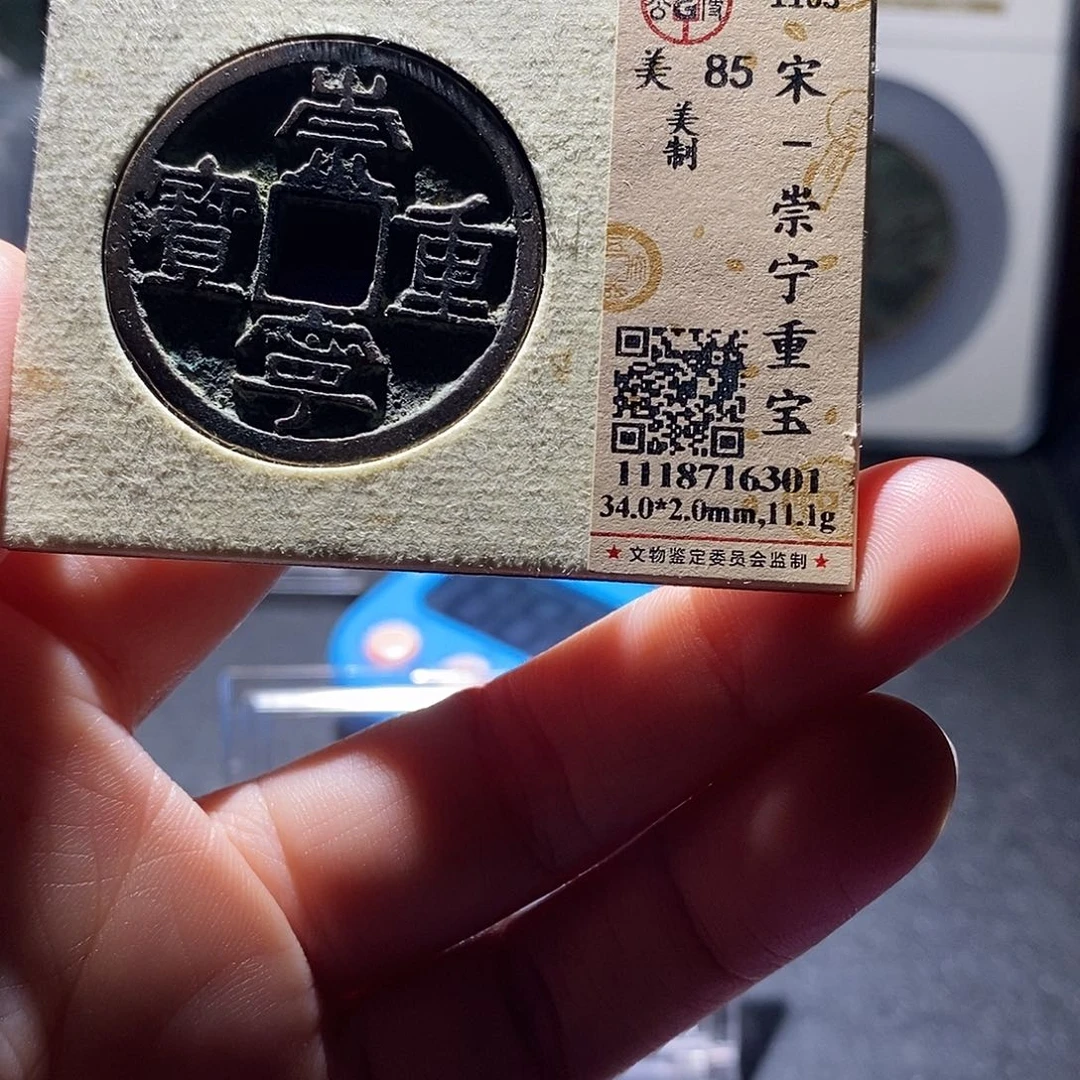 崇
重
寧
寶
美 85
美制
宋一崇宁重宝
1118716301
34.0*2.0mm,11.1g
★文物鉴定委员会监制★